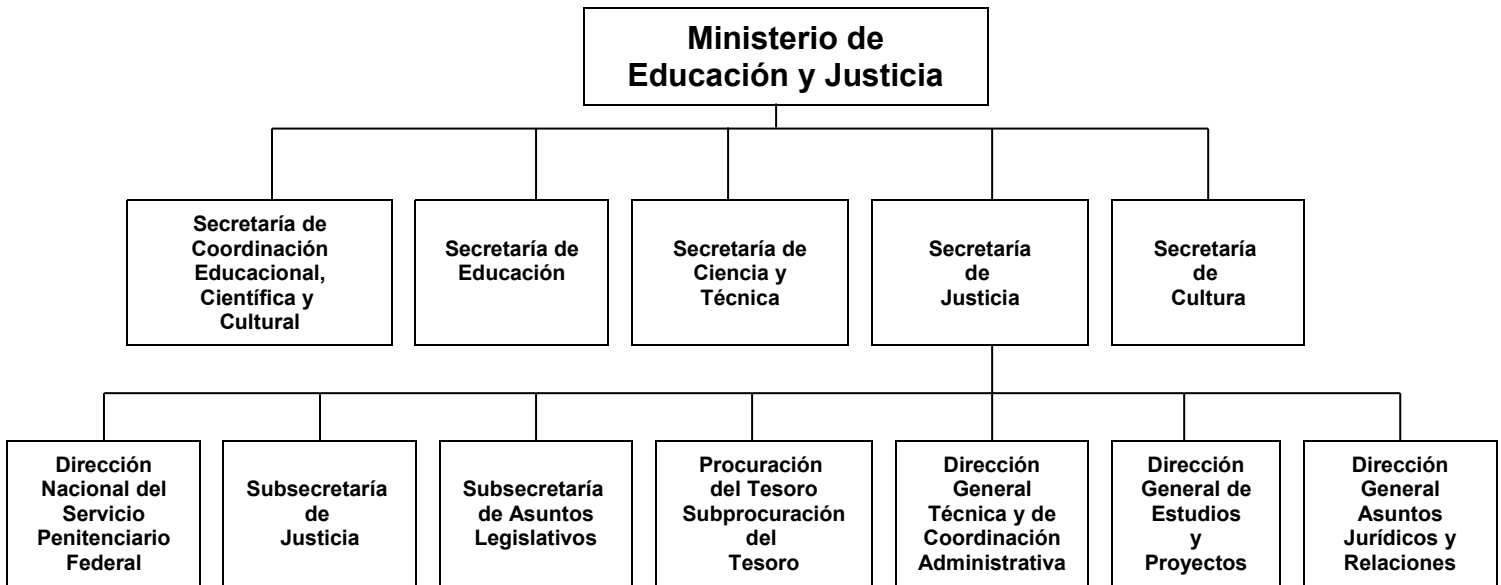 Ministerio de
Educación y Justicia
Secretaría de
Coordinación
Educacional,
Científica y
Cultural
Secretaría de
Educación
Secretaría de
Ciencia y
Técnica
Secretaría
de
Justicia
Secretaría
de
Cultura
Dirección
Nacional del
Servicio
Penitenciario
Federal
Subsecretaría
de
Justicia
Subsecretaría
de Asuntos
Legislativos
Procuración
del Tesoro
Subprocuración
del
Tesoro
Dirección
General
Técnica y de
Coordinación
Administrativa
Dirección
General de
Estudios
y
Proyectos
Dirección
General
Asuntos
Jurídicos y
Relaciones